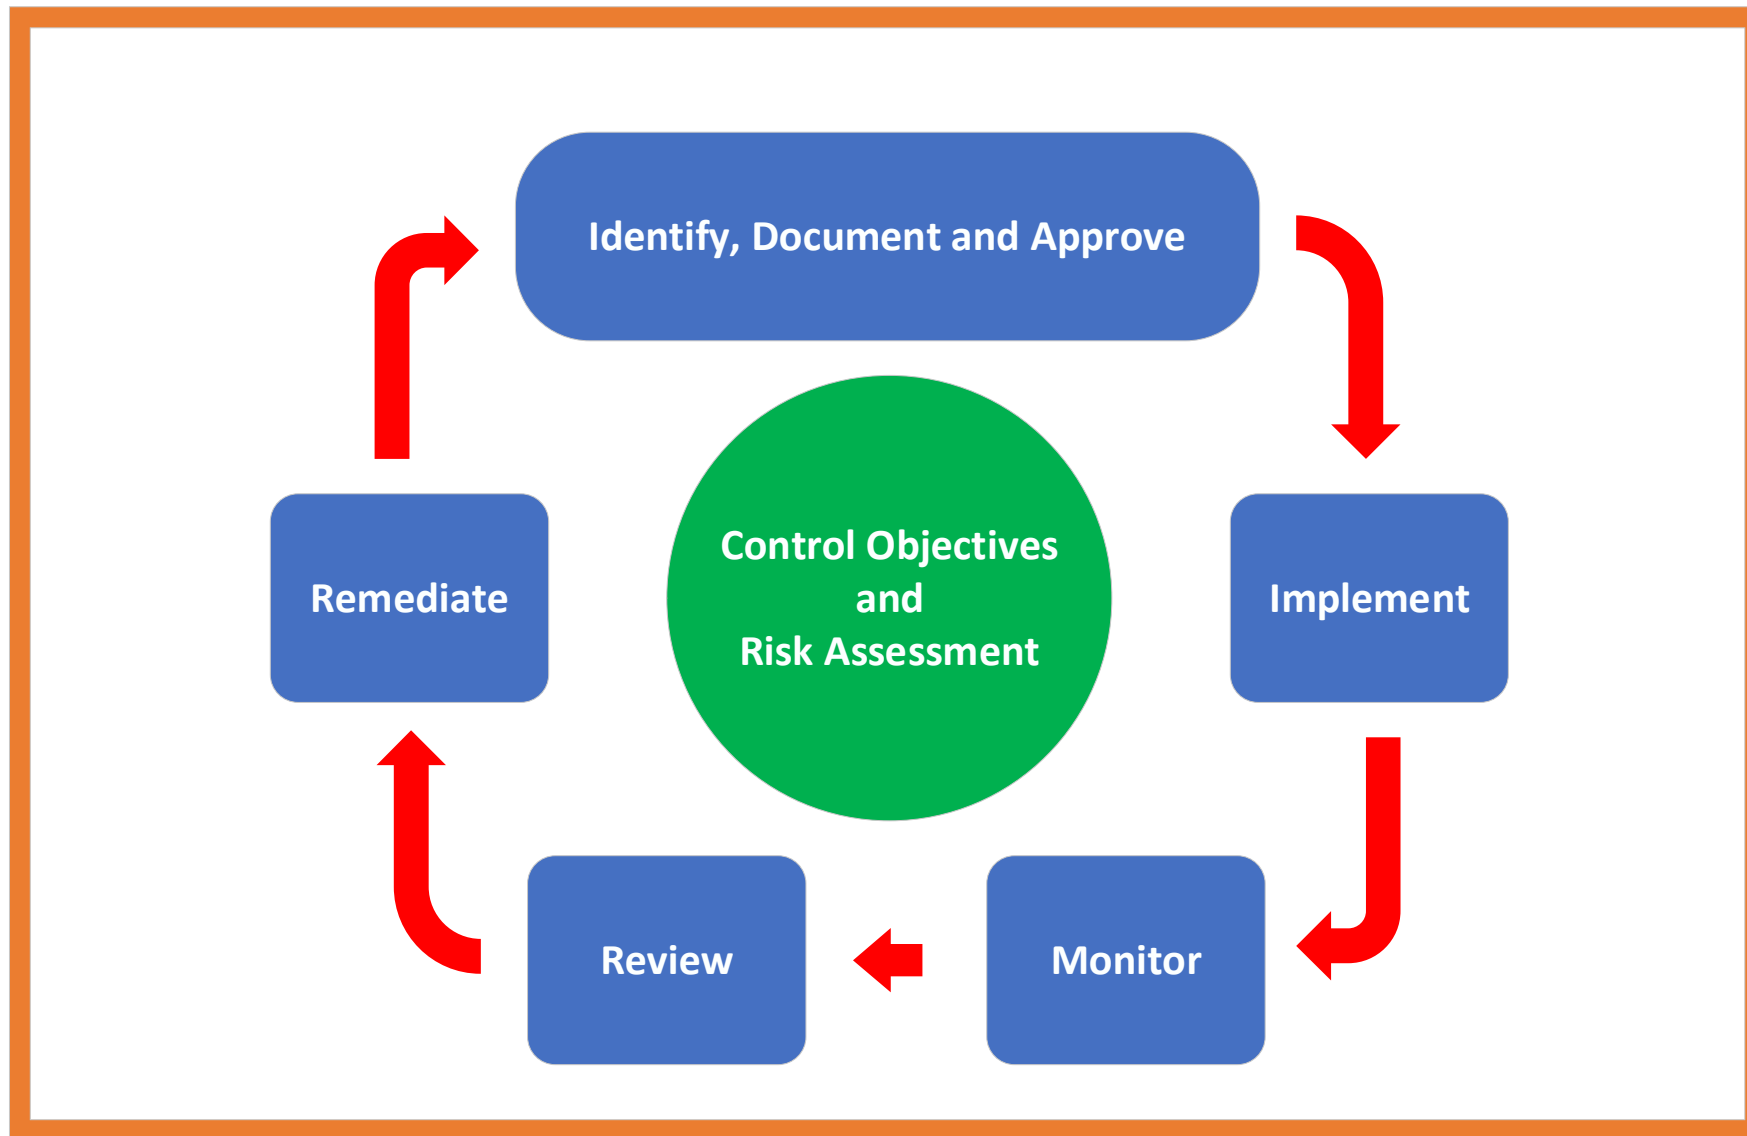 Identify, Document and Approve
Control Objectives
and
Risk Assessment
Remediate
Implement
Review
Monitor